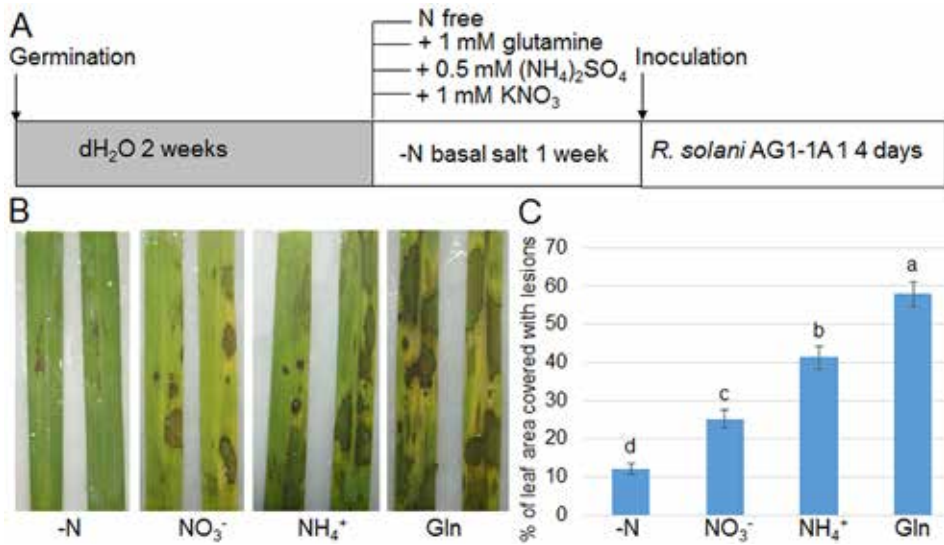 A
N free
+ 1 mM glutamine
+ 0.5 mM (NH₄)₂SO₄
+ 1 mM KNO₃
Germination
Inoculation
dH₂O 2 weeks
-N basal salt 1 week
R. solani AG1-1A 1 4 days
B
-N
NO₃⁻
NH₄⁺
Gln
C
% of leaf area covered with lesions
70
60
50
40
30
20
10
0
d
c
b
a
-N
NO₃⁻
NH₄⁺
Gln